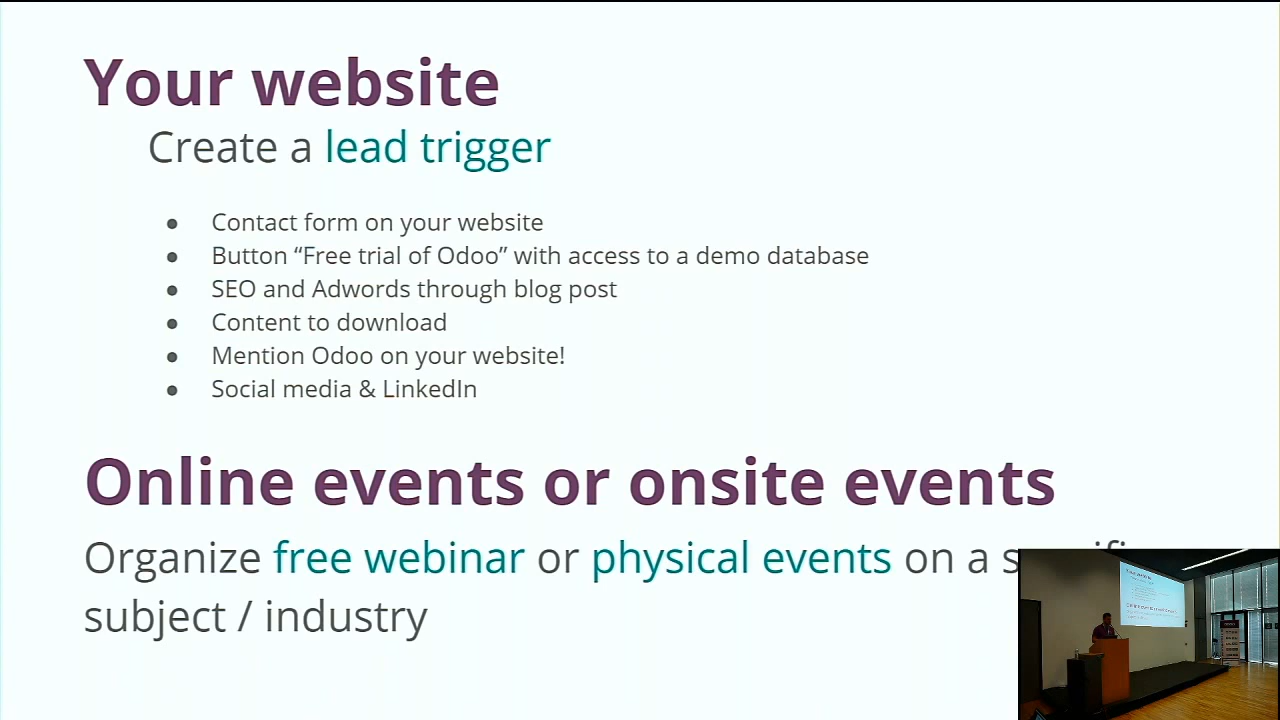 Your website
Create a lead trigger
● Contact form on your website
● Button “Free trial of Odoo” with access to a demo database
● SEO and Adwords through blog post
● Content to download
● Mention Odoo on your website!
● Social media & LinkedIn
Online events or onsite events
Organize free webinar or physical events on a
subject / industry